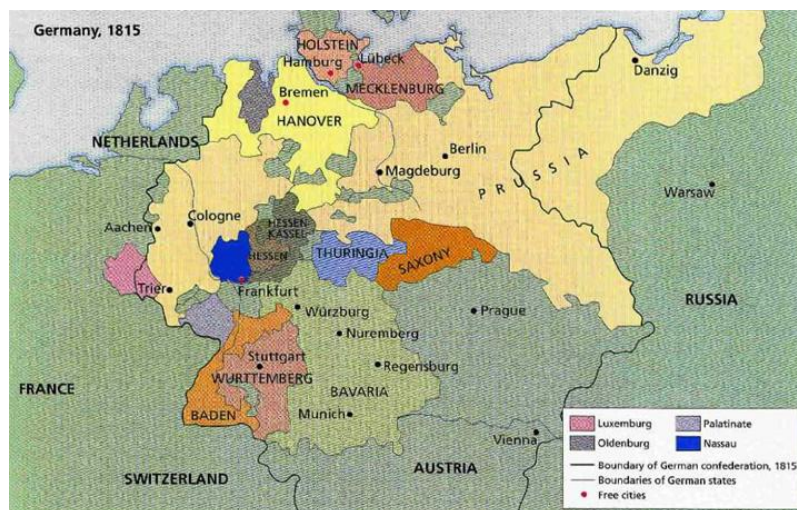 Germany, 1815
HOLSTEIN
Hamburg
Lübeck
MECKLENBURG
Danzig
Bremen
HANOVER
NETHERLANDS
Berlin
Magdeburg
PRUSSIA
Warsaw
Cologne
Aachen
HESSEN
KASSEL
HESSEN
THURINGIA
SAXONY
Trier
Frankfurt
Würzburg
Prague
RUSSIA
Nuremberg
Stuttgart
WURTTEMBERG
Regensburg
FRANCE
BAVARIA
BADEN
Munich
Vienna
SWITZERLAND
AUSTRIA
Luxemburg
Palatinate
Oldenburg
Nassau
Boundary of German confederation, 1815
Boundaries of German states
Free cities